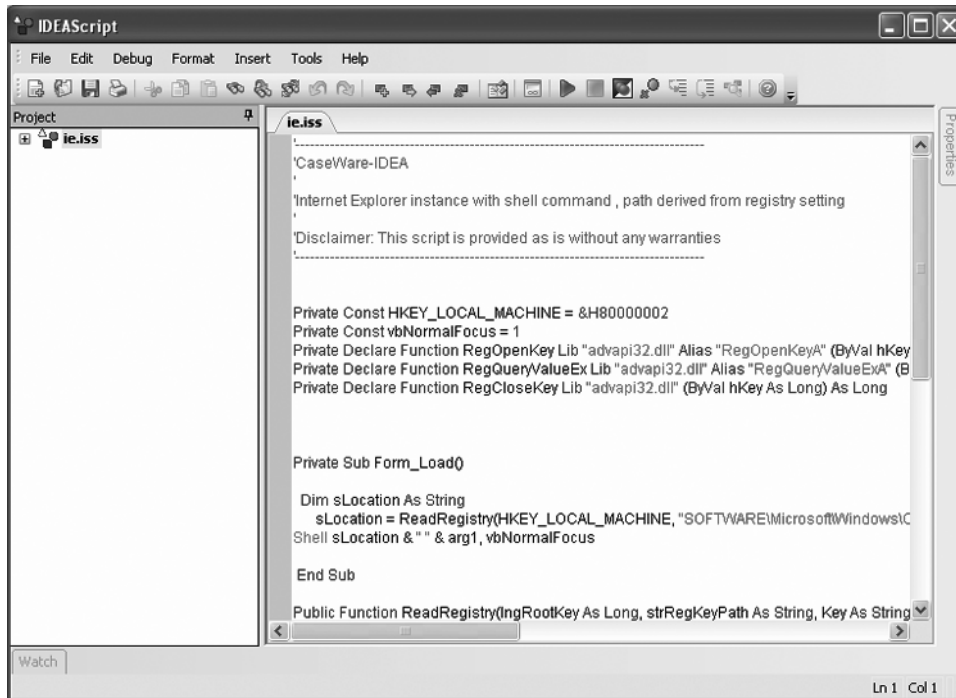 IDEAScript
File Edit Debug Format Insert Tools Help
Project
ie.iss
ie.iss
Properties
'--------------------------------------------------------------------------------
'CaseWare-IDEA
'
'Internet Explorer instance with shell command , path derived from registry setting
'
'Disclaimer: This script is provided as is without any warranties
'--------------------------------------------------------------------------------
Private Const HKEY_LOCAL_MACHINE = &H80000002
Private Const vbNormalFocus = 1
Private Declare Function RegOpenKey Lib "advapi32.dll" Alias "RegOpenKeyA" (ByVal hKey
Private Declare Function RegQueryValueEx Lib "advapi32.dll" Alias "RegQueryValueExA" (B
Private Declare Function RegCloseKey Lib "advapi32.dll" (ByVal hKey As Long) As Long
Private Sub Form_Load()
Dim sLocation As String
sLocation = ReadRegistry(HKEY_LOCAL_MACHINE, "SOFTWARE\Microsoft\Windows\C
Shell sLocation & " " & arg1, vbNormalFocus
End Sub
Public Function ReadRegistry(lngRootKey As Long, strRegKeyPath As String, Key As String
Watch
Ln 1 Col 1